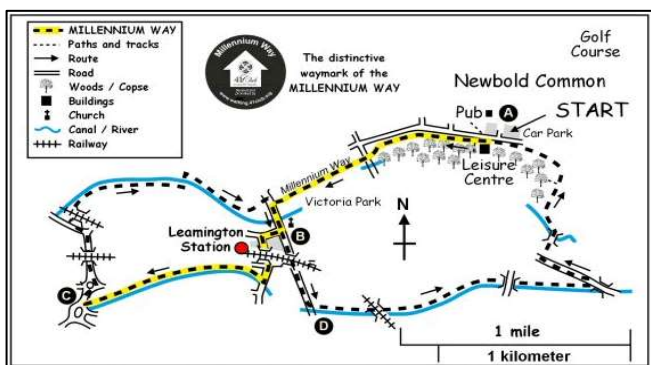 MILLENNIUM WAY
Paths and tracks
Route
Road
Woods / Copse
Buildings
Church
Canal / River
Railway
Millennium Way
The distinctive
waymark of the
MILLENNIUM WAY
Golf
Course
Newbold Common
Pub
A
START
Car Park
Leisure
Centre
Millennium Way
Victoria Park
N
Leamington
Station
B
C
D
1 mile
1 kilometer